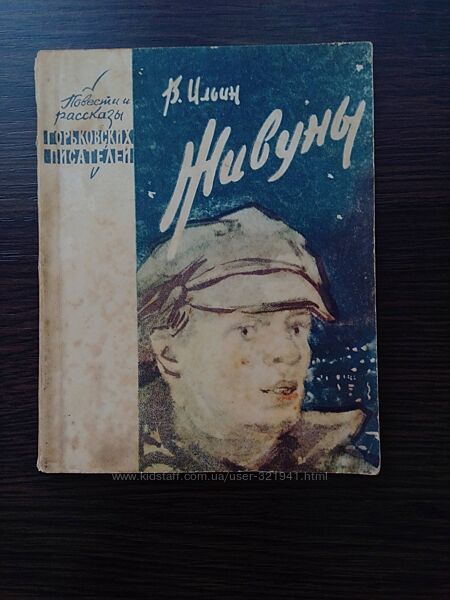 Повести и
рассказы
ГОРЬКОВСКИХ
ПИСАТЕЛЕЙ
В. Ильин
Живуны
www.kidstaff.com.ua/user-321941.html